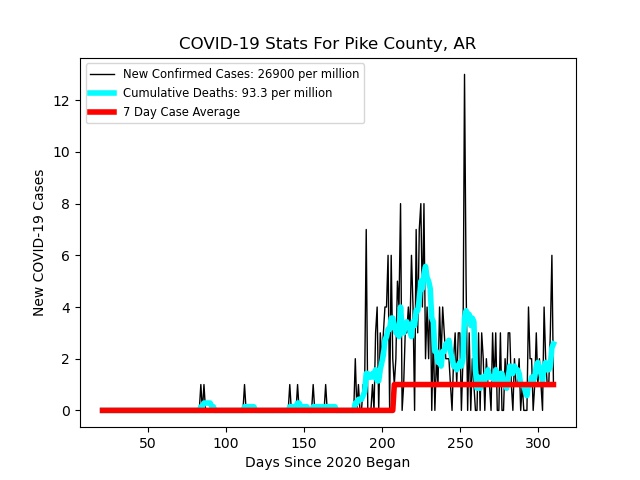 COVID-19 Stats For Pike County, AR
New Confirmed Cases: 26900 per million
Cumulative Deaths: 93.3 per million
7 Day Case Average
New COVID-19 Cases
12
10
8
6
4
2
0
50 100 150 200 250 300
Days Since 2020 Began